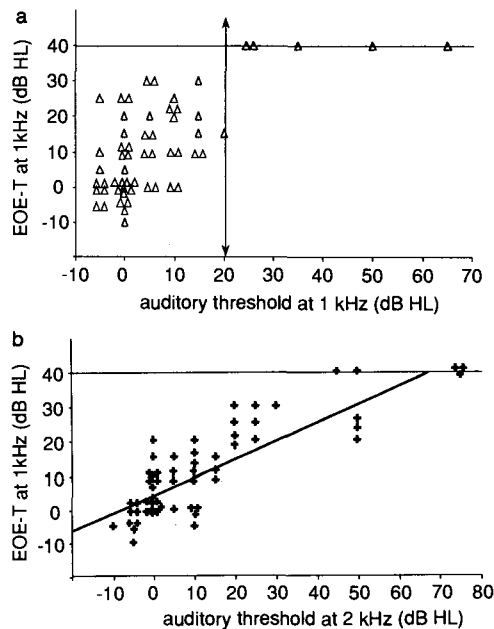 a
EOE-T at 1kHz (dB HL)
40
30
20
10
0
-10
-10 0 10 20 30 40 50 60 70
auditory threshold at 1 kHz (dB HL)
b
EOE-T at 1kHz (dB HL)
40
30
20
10
0
-10
-10 0 10 20 30 40 50 60 70 80
auditory threshold at 2 kHz (dB HL)